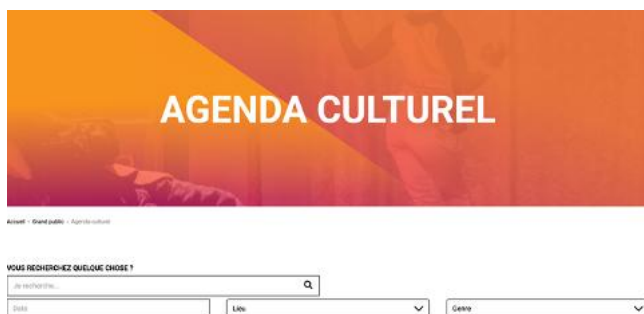 AGENDA CULTUREL
Accueil - Grand public - Agenda culturel
VOUS RECHERCHEZ QUELQUE CHOSE ?
Je recherche...
Date Lieu Genre